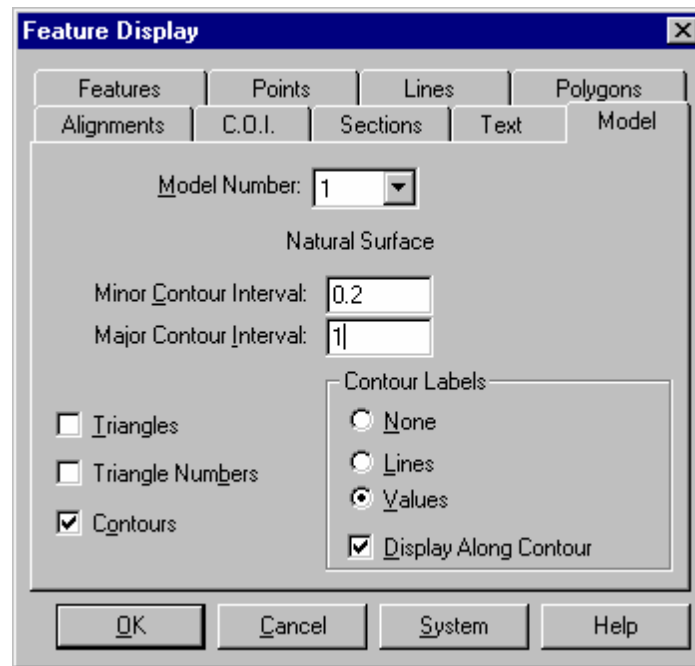 Feature Display
Features Points Lines Polygons
Alignments C.O.I. Sections Text Model
Model Number: 1
Natural Surface
Minor Contour Interval: 0.2
Major Contour Interval: 1
Contour Labels
None
Triangles
Lines
Triangle Numbers
Values
Contours
Display Along Contour
OK Cancel System Help